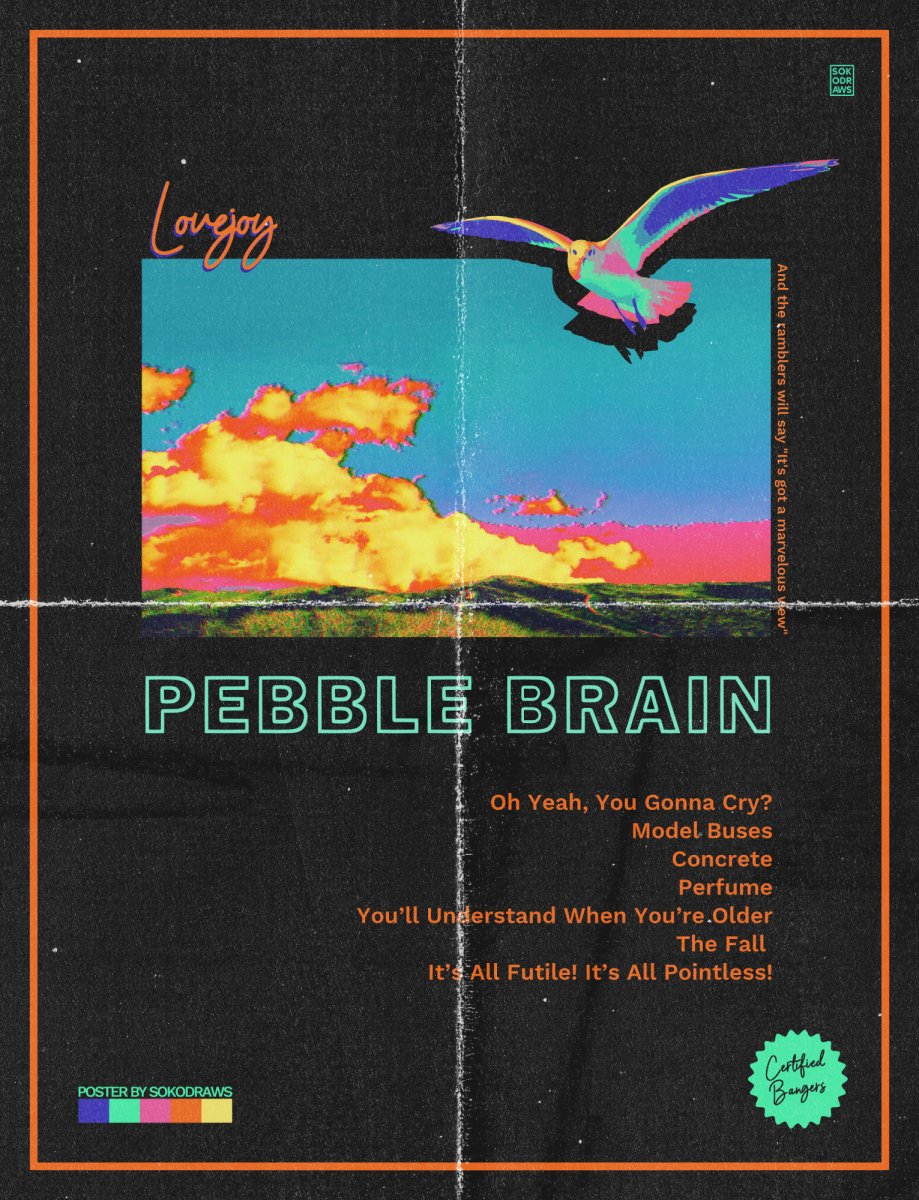 SOK
ODR
AWS
Lovejoy
And the ramblers will say "It's got a marvelous view"
PEBBLE BRAIN
Oh Yeah, You Gonna Cry?
Model Buses
Concrete
Perfume
You’ll Understand When You’re Older
The Fall
It’s All Futile! It’s All Pointless!
POSTER BY SOKODRAWS
Certified
Bangers